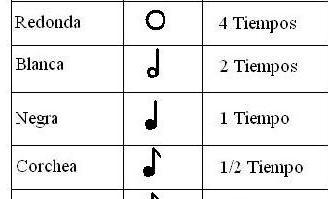 Redonda 4 Tiempos
Blanca 2 Tiempos
Negra 1 Tiempo
Corchea 1/2 Tiempo